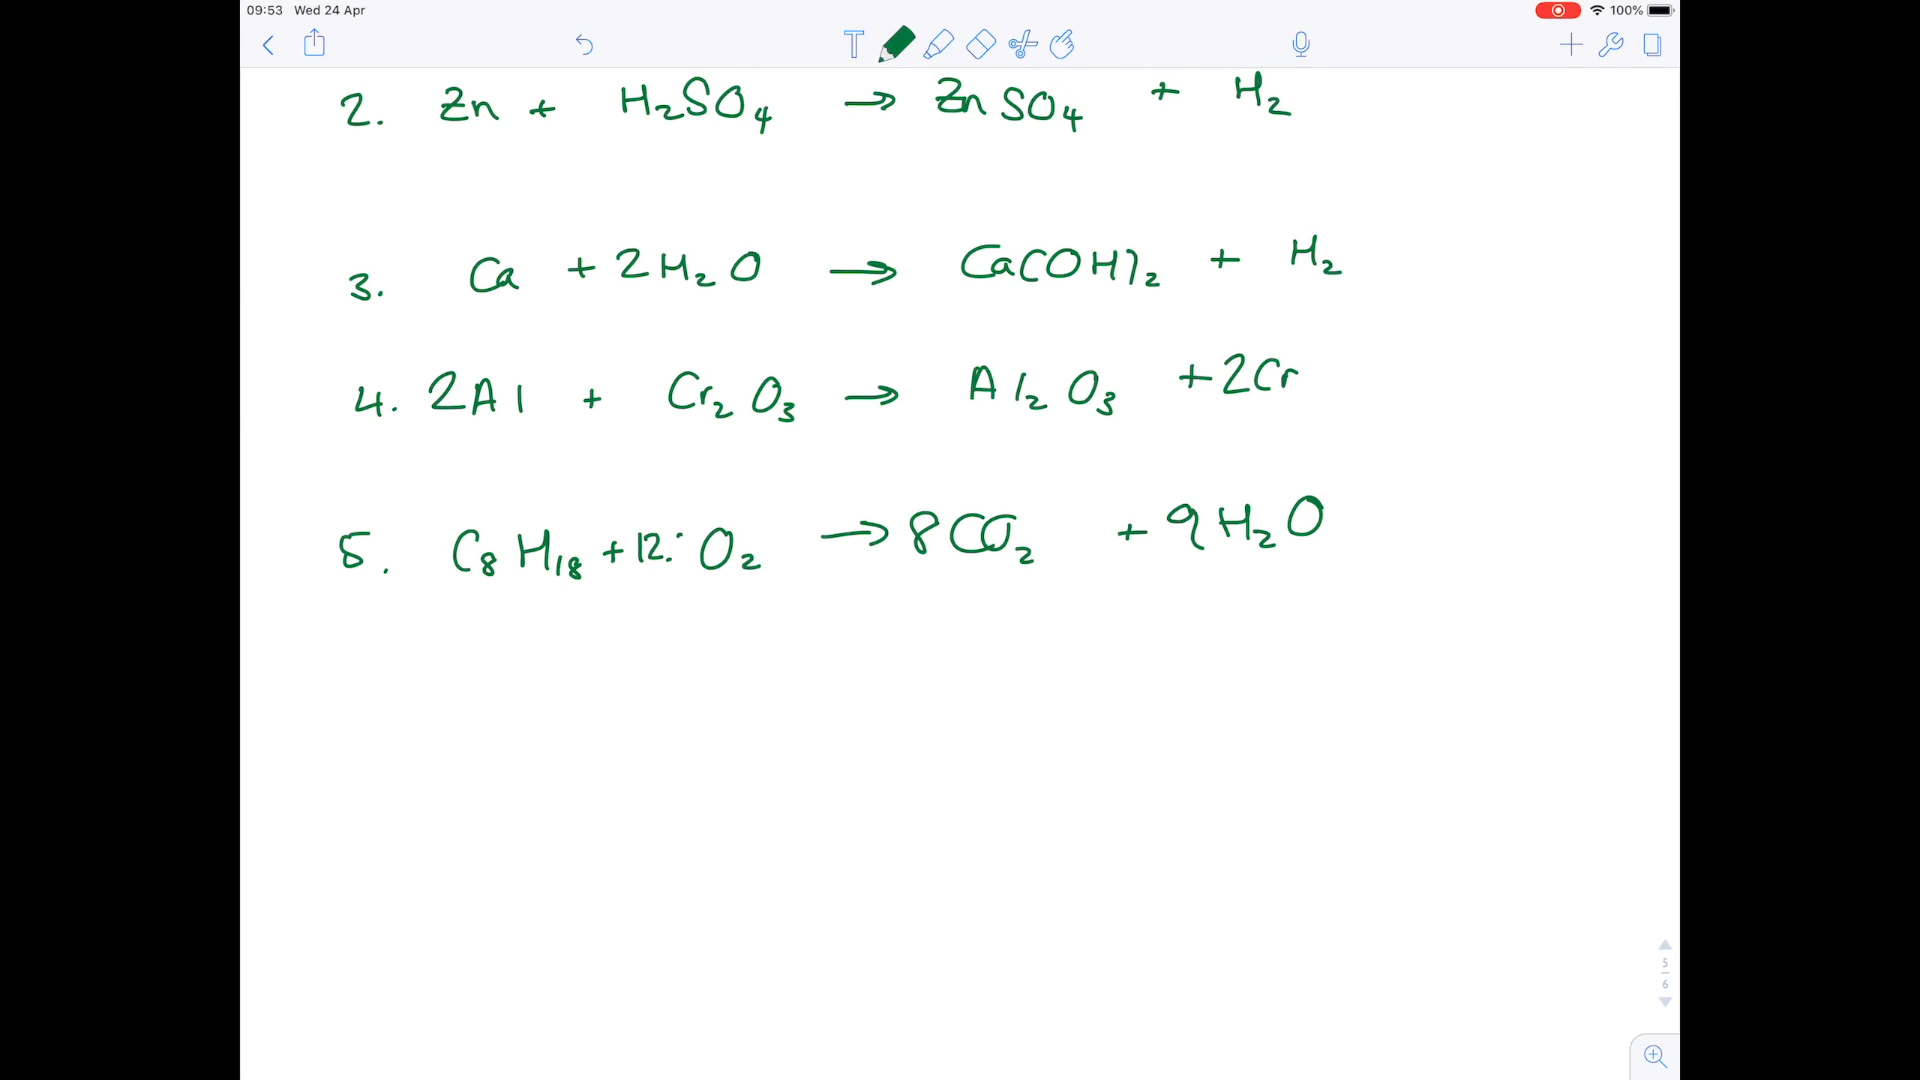 09:53 Wed 24 Apr 100%
T
2. Zn + H₂SO₄ → ZnSO₄ + H₂
3. Ca + 2H₂O → Ca(OH)₂ + H₂
4. 2Al + Cr₂O₃ → Al₂O₃ + 2Cr
5. C₈H₁₈ + 12. O₂ → 8CO₂ + 9H₂O
5
6